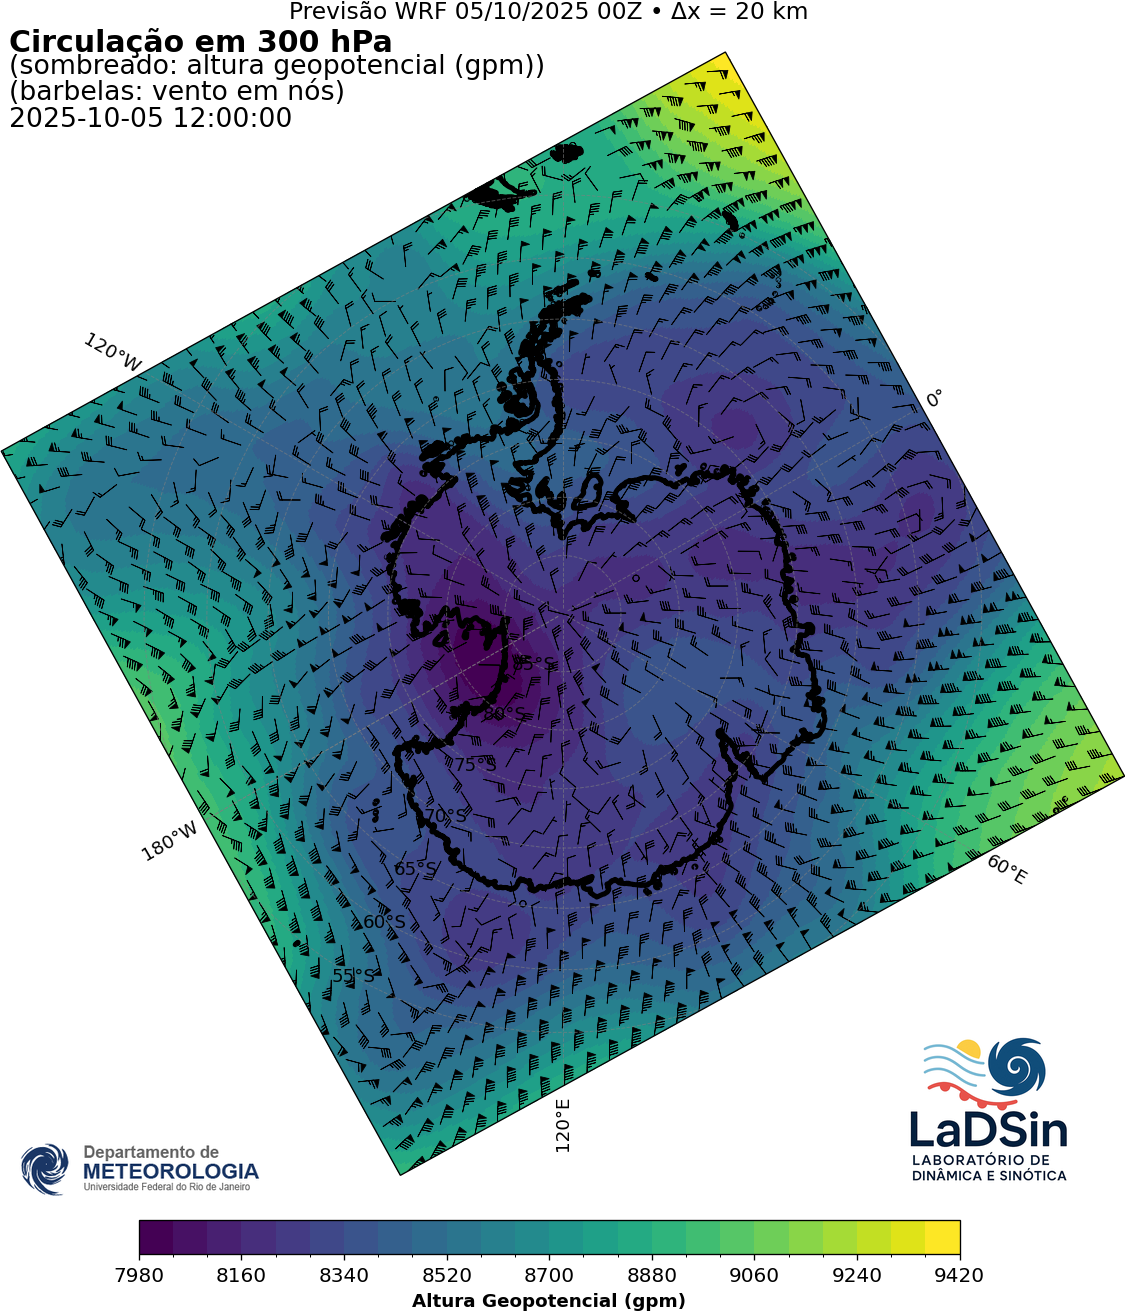 Previsão WRF 05/10/2025 00Z • Δx = 20 km
Circulação em 300 hPa
(sombreado: altura geopotencial (gpm))
(barbelas: vento em nós)
2025-10-05 12:00:00
120°W
0°
85°S
80°S
75°S
70°S
180°W
65°S
60°E
60°S
55°S
120°E
LaDSin
LABORATÓRIO DE
DINÂMICA E SINÓTICA
Departamento de
METEOROLOGIA
Universidade Federal do Rio de Janeiro
7980 8160 8340 8520 8700 8880 9060 9240 9420
Altura Geopotencial (gpm)